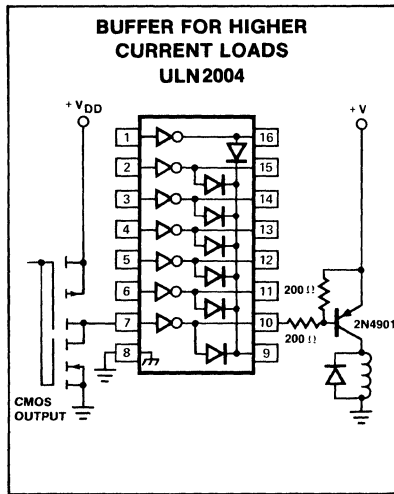 BUFFER FOR HIGHER
CURRENT LOADS
ULN2004
+ VDD
+ V
1
16
2
15
3
14
4
13
5
12
6
11
7
10
8
9
200 Ω
200 Ω
2N4901
CMOS
OUTPUT